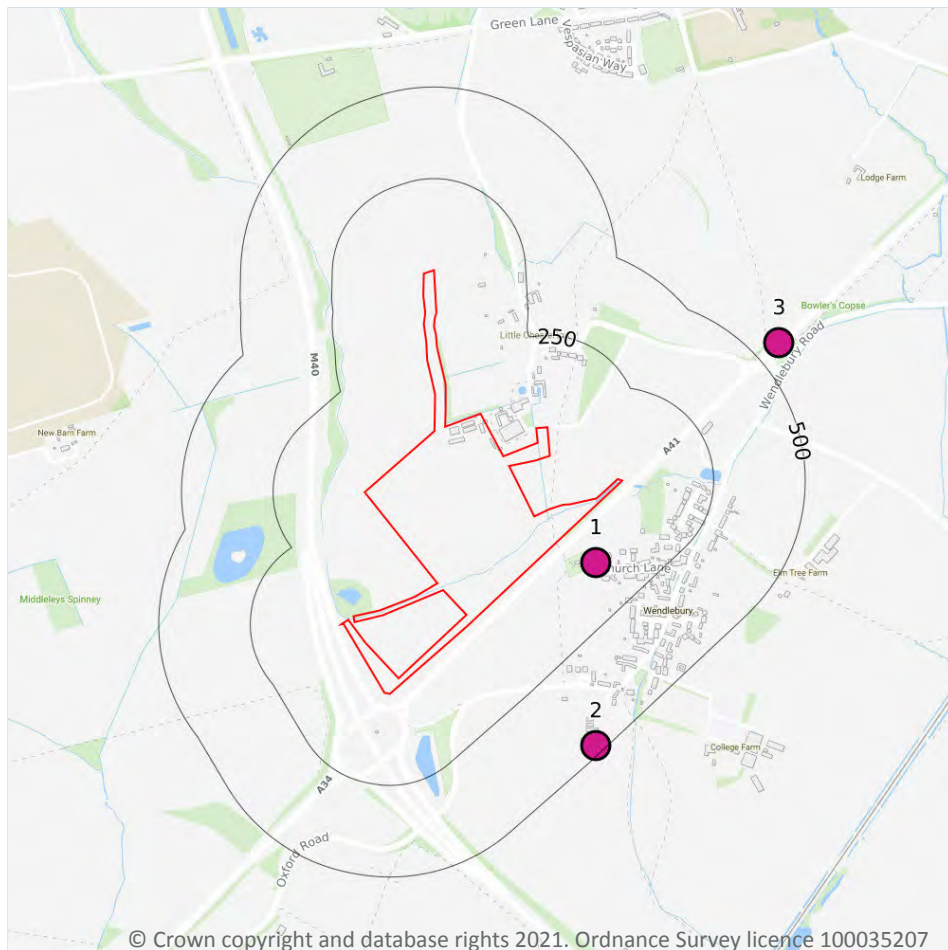 Green Lane
Vespasian Way
Lodge Farm
Bowler's Copse
3
Little Cheste
250
M40
Wendlebury Road
New Barn Farm
A41
500
1
Church Lane
Elm Tree Farm
Middleleys Spinney
Wendlebury
2
College Farm
A34
Oxford Road
© Crown copyright and database rights 2021. Ordnance Survey licence 100035207